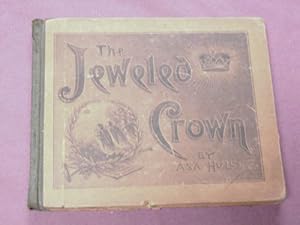 The
Jeweled
Crown
BY
ASA HULL